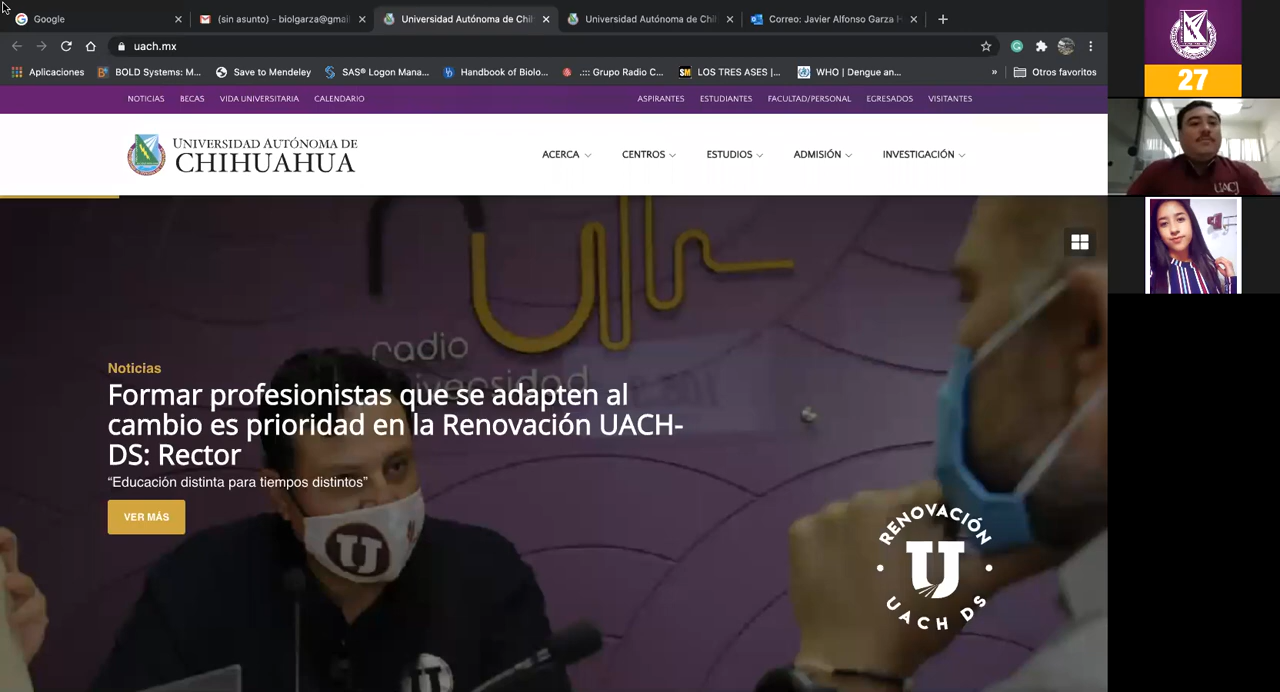 Google
(sin asunto) - biolgarza@gmai
Universidad Autónoma de Chi
Universidad Autónoma de Chi
Correo: Javier Alfonso Garza H
uach.mx
Aplicaciones
BOLD Systems: M...
Save to Mendeley
SAS® Logon Mana...
Handbook of Biolo...
.::: Grupo Radio C...
LOS TRES ASES |...
WHO | Dengue an...
»
Otros favoritos
NOTICIAS BECAS VIDA UNIVERSITARIA CALENDARIO
ASPIRANTES ESTUDIANTES FACULTAD/PERSONAL EGRESADOS VISITANTES
UNIVERSIDAD AUTÓNOMA DE
CHIHUAHUA
ACERCA CENTROS ESTUDIOS ADMISIÓN INVESTIGACIÓN
radio
universidad
Noticias
Formar profesionistas que se adapten al
cambio es prioridad en la Renovación UACH-
DS: Rector
“Educación distinta para tiempos distintos”
VER MÁS
RENOVACIÓN
U
UACH DS
27
UACJ